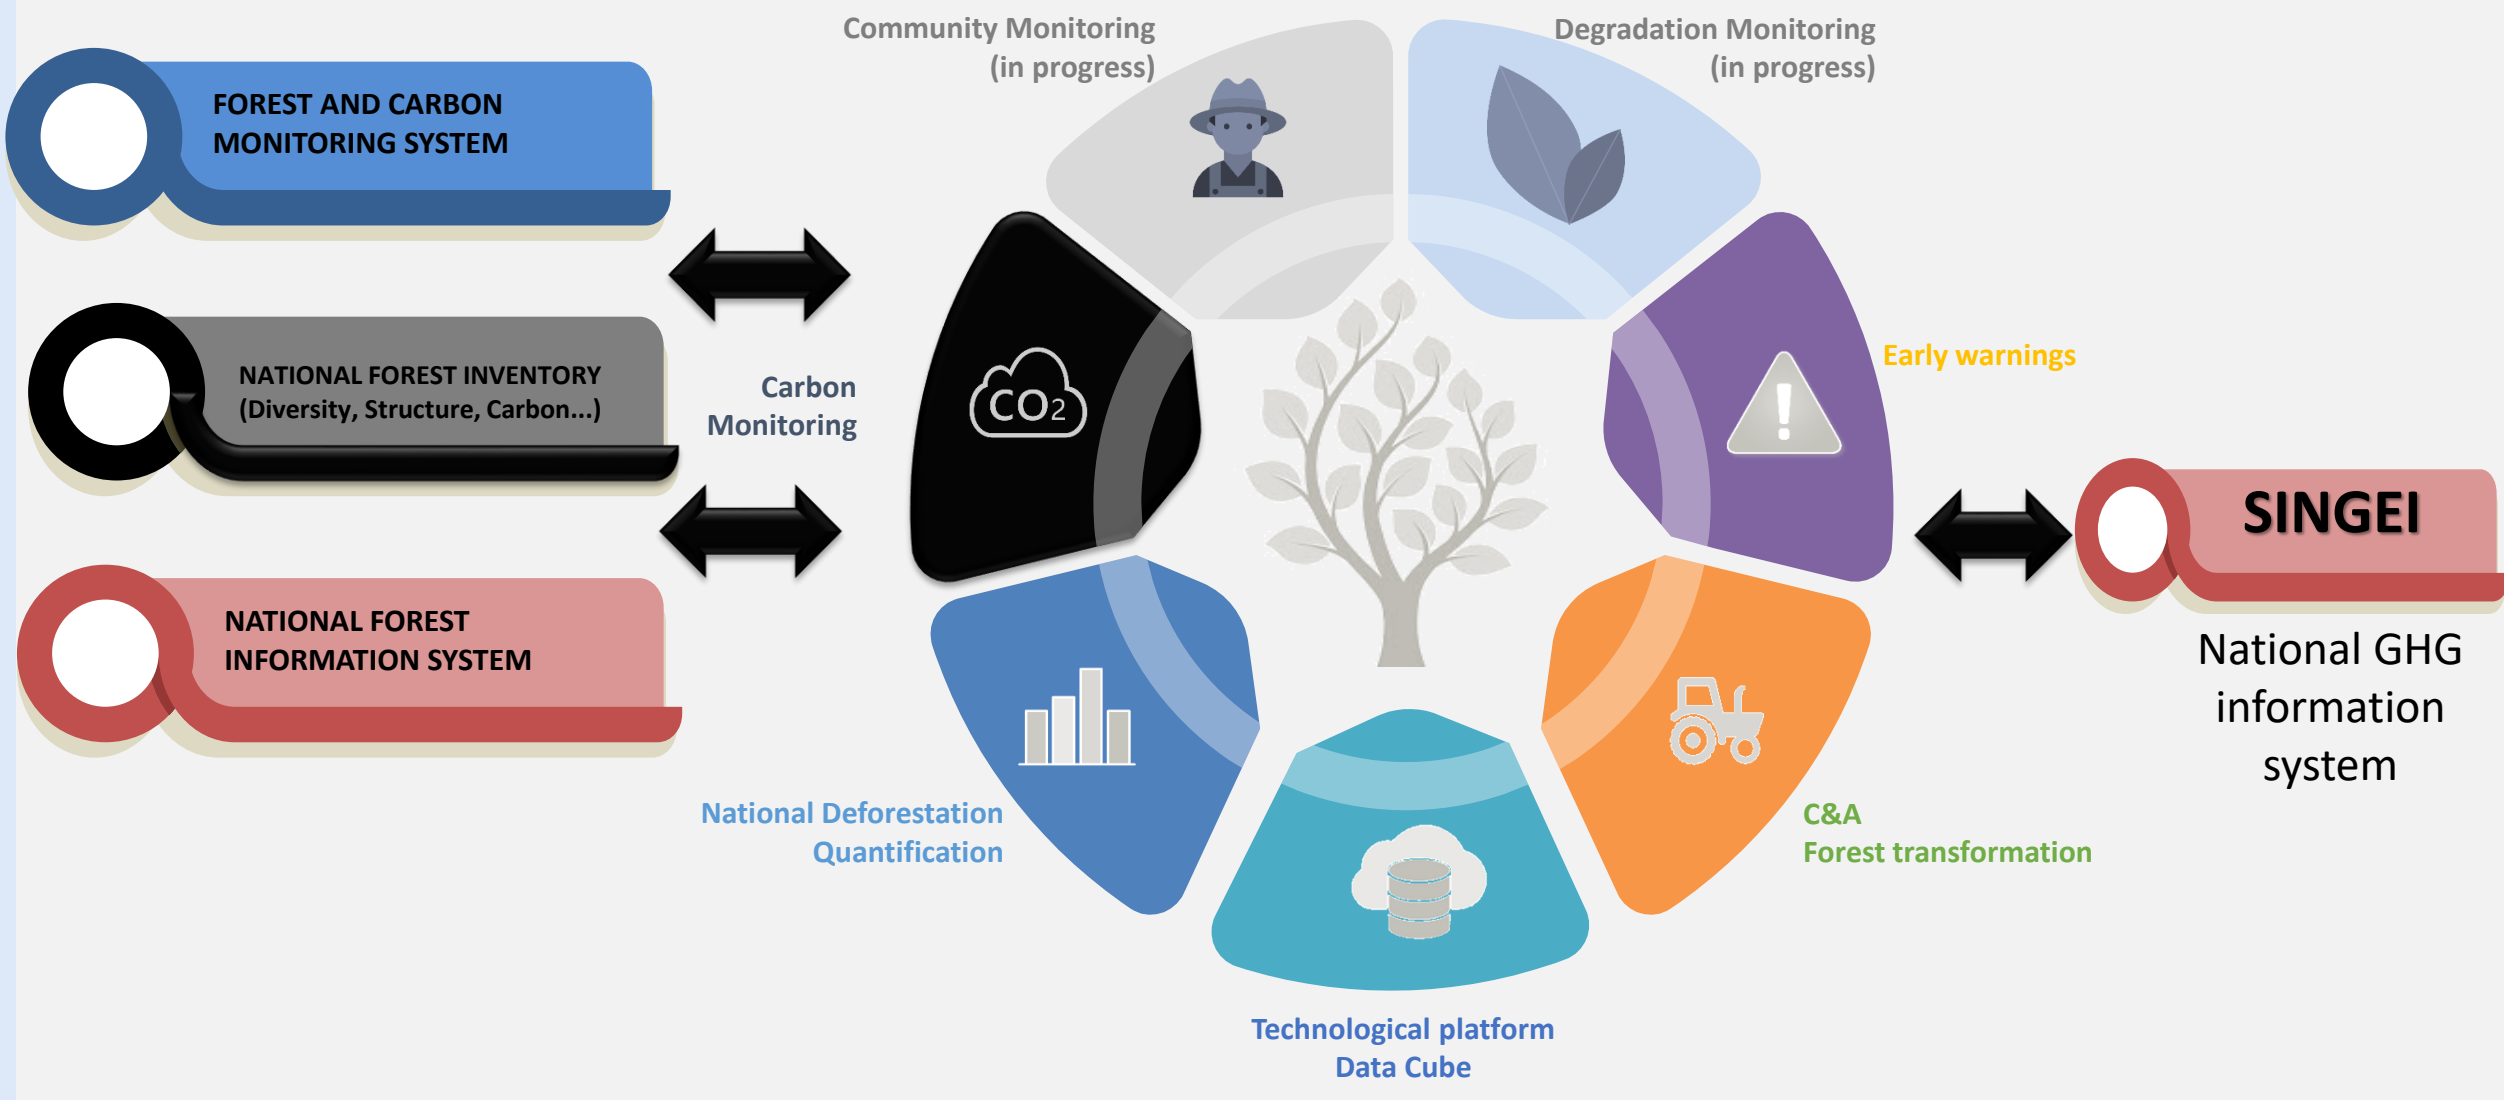 FOREST AND CARBON
MONITORING SYSTEM
NATIONAL FOREST INVENTORY
(Diversity, Structure, Carbon...)
NATIONAL FOREST
INFORMATION SYSTEM
Community Monitoring
(in progress)
Degradation Monitoring
(in progress)
Carbon
Monitoring
CO2
Early warnings
National Deforestation
Quantification
C&A
Forest transformation
Technological platform
Data Cube
SINGEI
National GHG
information
system